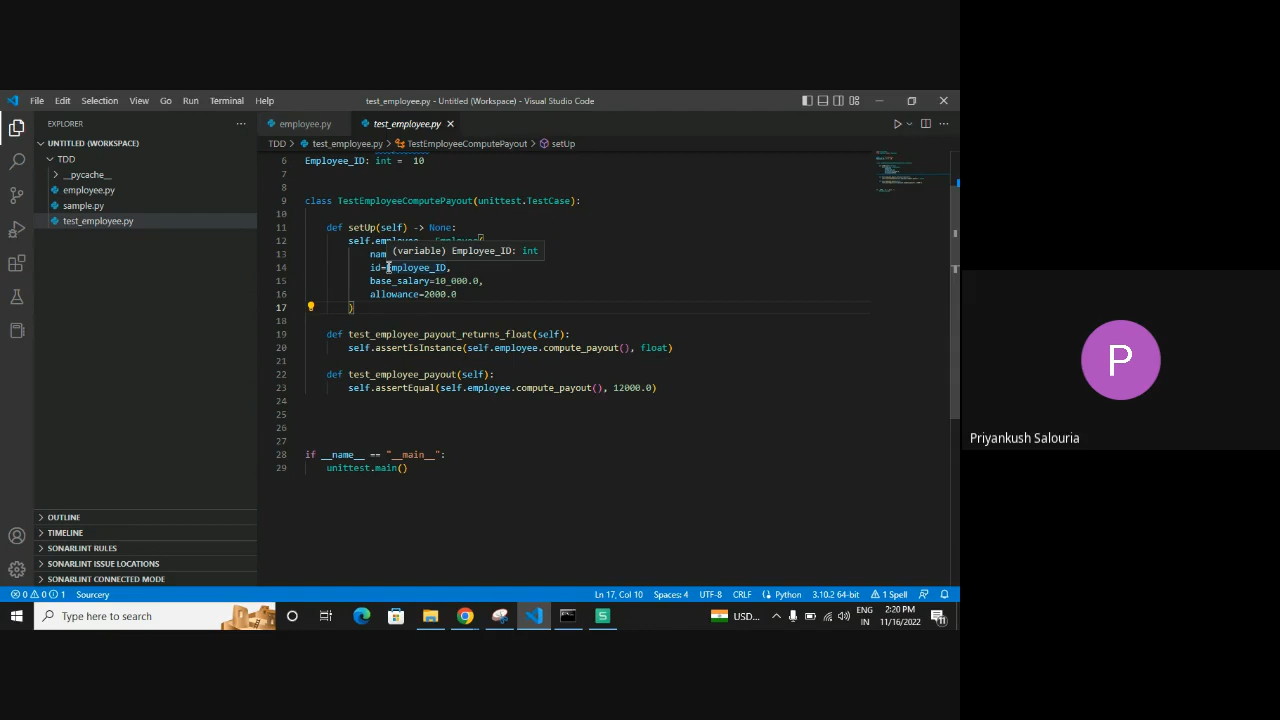 File Edit Selection View Go Run Terminal Help
test_employee.py - Untitled (Workspace) - Visual Studio Code
EXPLORER
UNTITLED (WORKSPACE)
TDD
__pycache__
employee.py
sample.py
test_employee.py
OUTLINE
TIMELINE
SONARLINT RULES
SONARLINT ISSUE LOCATIONS
SONARLINT CONNECTED MODE
employee.py test_employee.py
TDD > test_employee.py > TestEmployeeComputePayout > setUp
6 Employee_ID: int = 10
7
8
9 class TestEmployeeComputePayout(unittest.TestCase):
10
11 def setUp(self) -> None:
12 self.employee = Employee(
(variable) Employee_ID: int
13 nam
14 id=Employee_ID,
15 base_salary=10_000.0,
16 allowance=2000.0
17 )
18
19 def test_employee_payout_returns_float(self):
20 self.assertIsInstance(self.employee.compute_payout(), float)
21
22 def test_employee_payout(self):
23 self.assertEqual(self.employee.compute_payout(), 12000.0)
24
25
26
27
28 if __name__ == "__main__":
29 unittest.main()
0 0 1 Sourcery
Ln 17, Col 10 Spaces: 4 UTF-8 CRLF Python 3.10.2 64-bit 1 Spell
Type here to search
USD...
ENG
IN
2:20 PM
11/16/2022
11
P
Priyankush Salouria